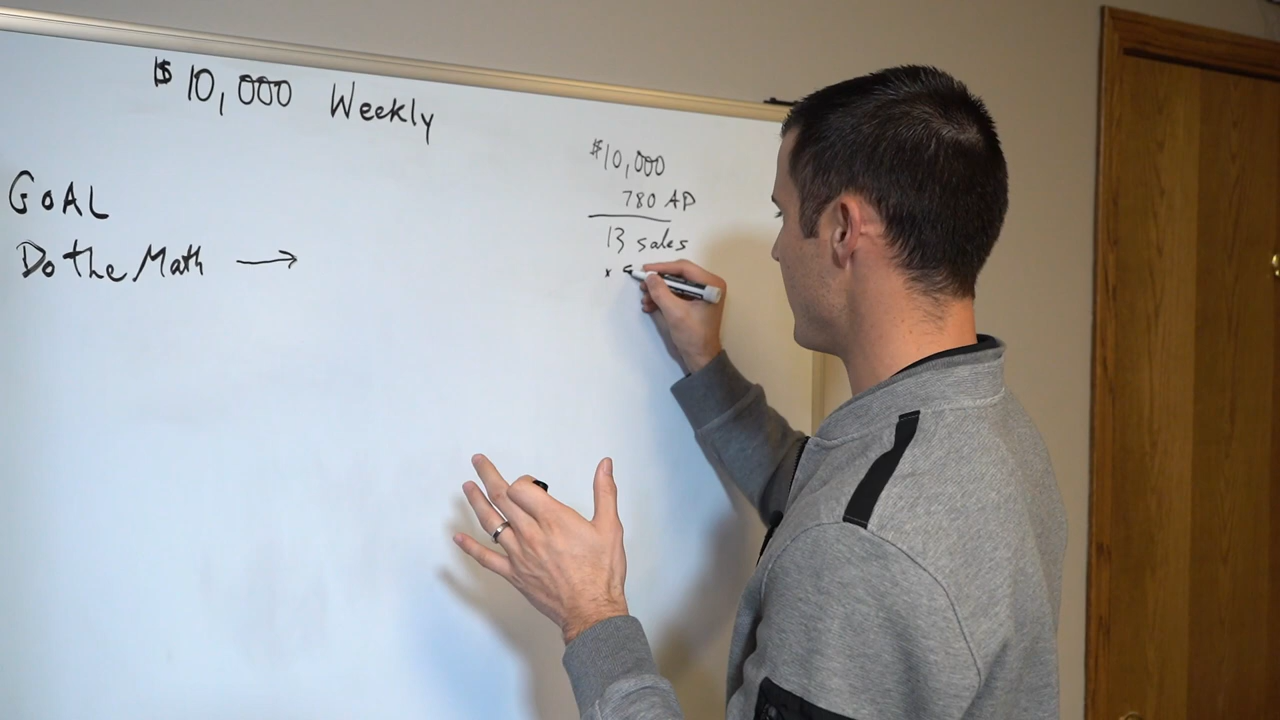 $10,000 Weekly
GOAL
Do the Math →
$10,000
780 AP
13 sales
x